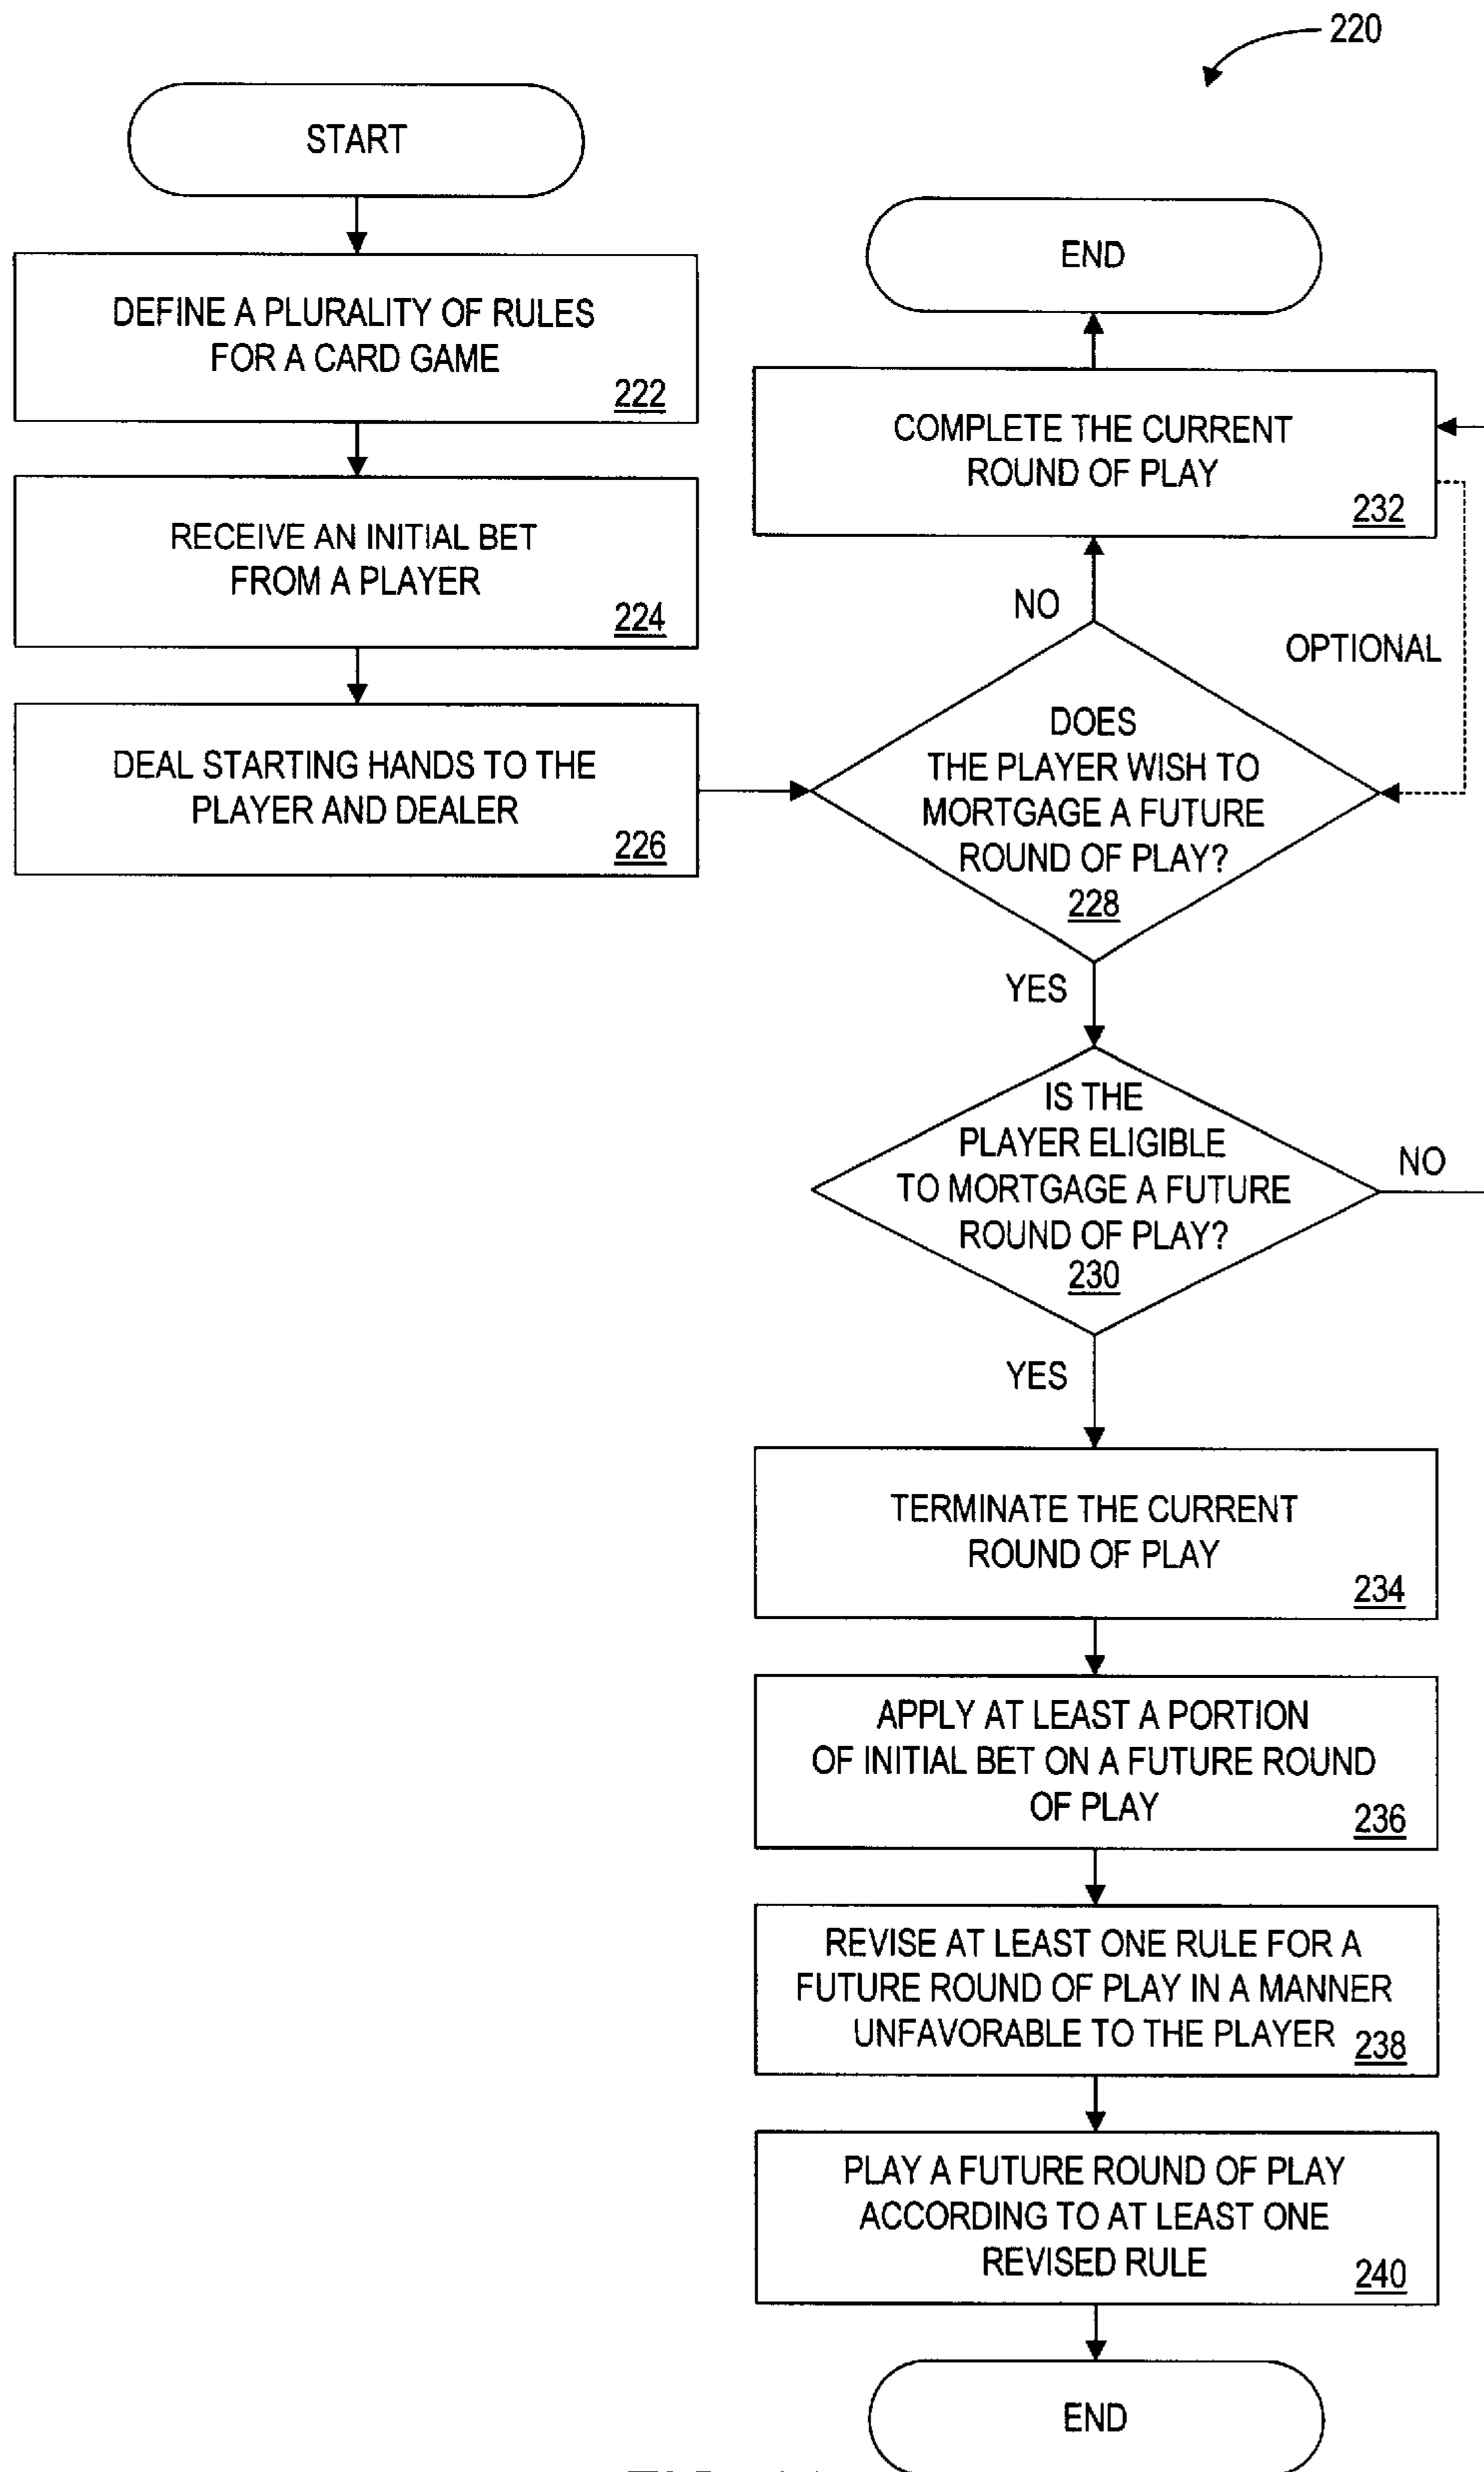 220
START
DEFINE A PLURALITY OF RULES
FOR A CARD GAME
222
RECEIVE AN INITIAL BET
FROM A PLAYER
224
DEAL STARTING HANDS TO THE
PLAYER AND DEALER
226
END
COMPLETE THE CURRENT
ROUND OF PLAY
232
NO
OPTIONAL
DOES
THE PLAYER WISH TO
MORTGAGE A FUTURE
ROUND OF PLAY?
228
YES
IS THE
PLAYER ELIGIBLE
TO MORTGAGE A FUTURE
ROUND OF PLAY?
230
NO
YES
TERMINATE THE CURRENT
ROUND OF PLAY
234
APPLY AT LEAST A PORTION
OF INITIAL BET ON A FUTURE ROUND
OF PLAY
236
REVISE AT LEAST ONE RULE FOR A
FUTURE ROUND OF PLAY IN A MANNER
UNFAVORABLE TO THE PLAYER
238
PLAY A FUTURE ROUND OF PLAY
ACCORDING TO AT LEAST ONE
REVISED RULE
240
END